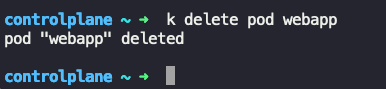 controlplane ~ ➜  k delete pod webapp
pod "webapp" deleted
controlplane ~ ➜